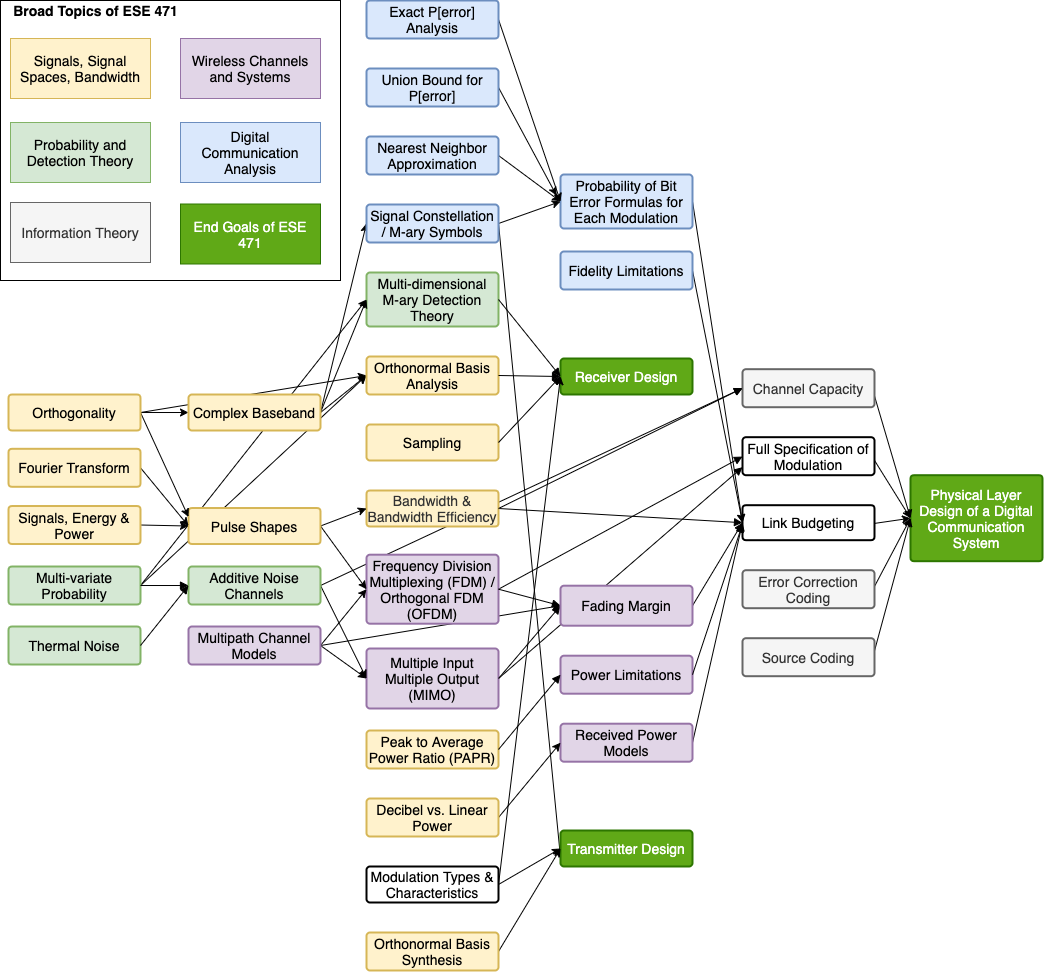 Broad Topics of ESE 471
Signals, Signal
Spaces, Bandwidth
Wireless Channels
and Systems
Probability and
Detection Theory
Digital
Communication
Analysis
Information Theory
End Goals of ESE
471
Orthogonality
Fourier Transform
Signals, Energy &
Power
Multi-variate
Probability
Thermal Noise
Complex Baseband
Pulse Shapes
Additive Noise
Channels
Multipath Channel
Models
Exact P[error]
Analysis
Union Bound for
P[error]
Nearest Neighbor
Approximation
Signal Constellation
/ M-ary Symbols
Multi-dimensional
M-ary Detection
Theory
Orthonormal Basis
Analysis
Sampling
Bandwidth &
Bandwidth Efficiency
Frequency Division
Multiplexing (FDM) /
Orthogonal FDM
(OFDM)
Multiple Input
Multiple Output
(MIMO)
Peak to Average
Power Ratio (PAPR)
Decibel vs. Linear
Power
Modulation Types &
Characteristics
Orthonormal Basis
Synthesis
Probability of Bit
Error Formulas for
Each Modulation
Fidelity Limitations
Receiver Design
Fading Margin
Power Limitations
Received Power
Models
Transmitter Design
Channel Capacity
Full Specification of
Modulation
Link Budgeting
Error Correction
Coding
Source Coding
Physical Layer
Design of a Digital
Communication
System